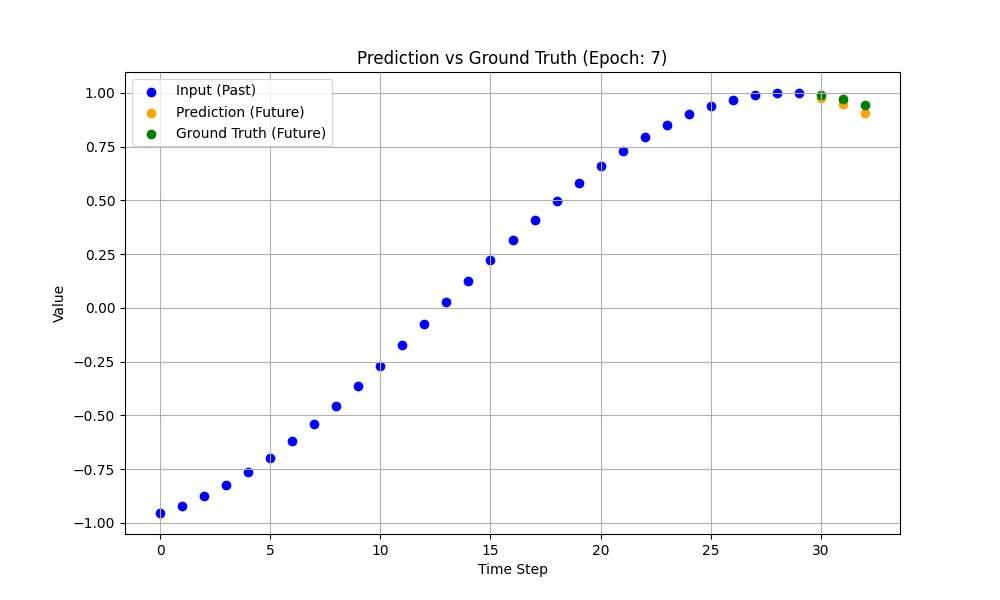 Prediction vs Ground Truth (Epoch: 7)
Input (Past)
Prediction (Future)
Ground Truth (Future)
1.00
0.75
0.50
0.25
0.00
−0.25
−0.50
−0.75
−1.00
Value
0 5 10 15 20 25 30
Time Step